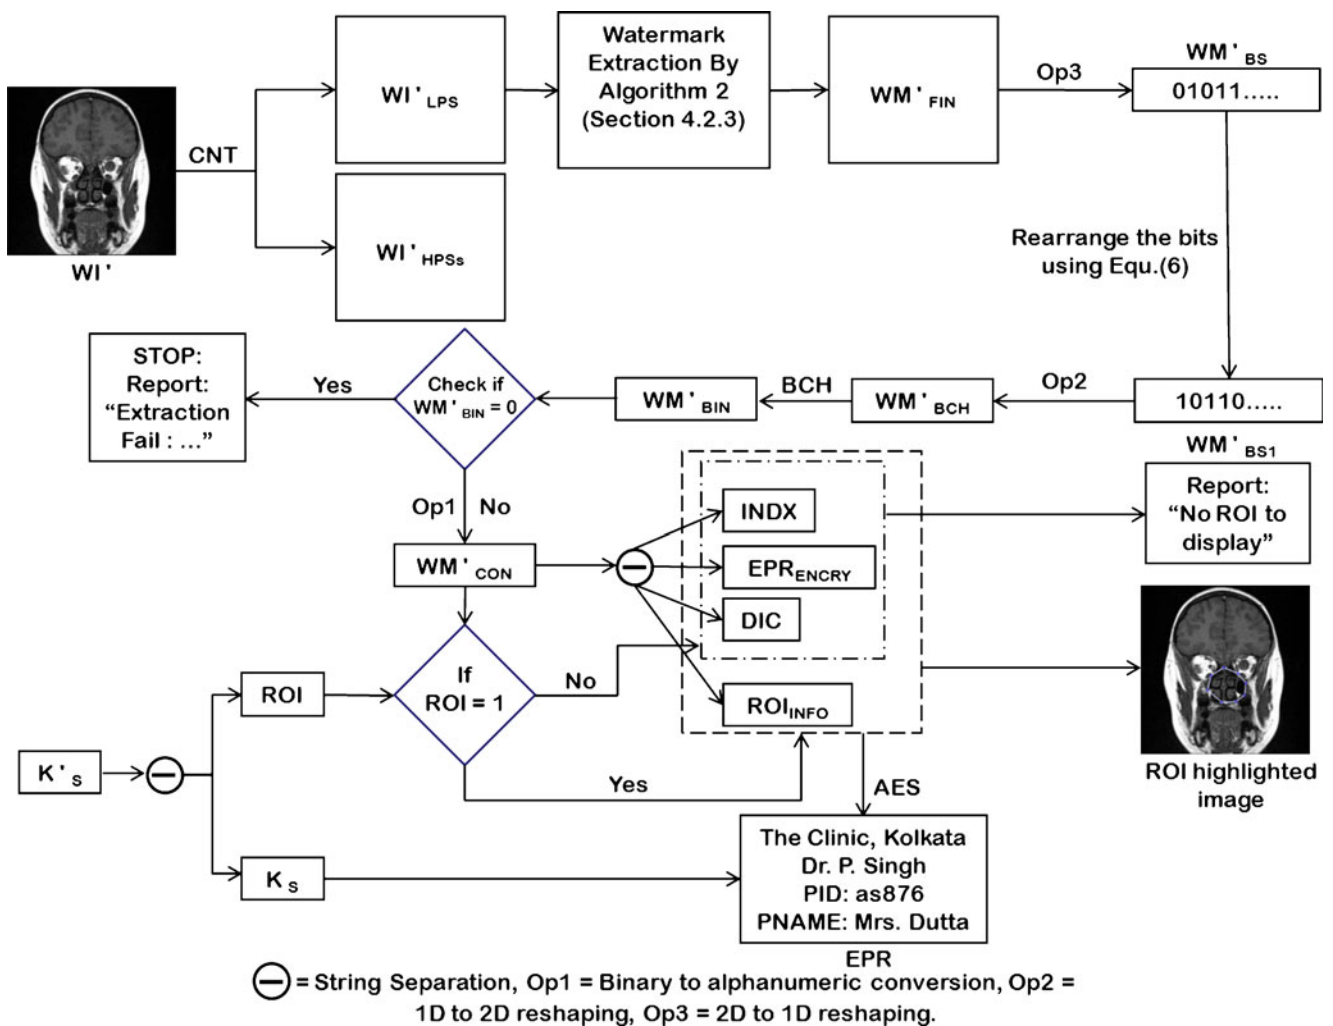 WI'
CNT
WI'LPS
WI'HPSs
Watermark
Extraction By
Algorithm 2
(Section 4.2.3)
WM'FIN
Op3
WM'BS
01011.....
Rearrange the bits
using Equ.(6)
10110.....
WM'BS1
Op2
WM'BCH
BCH
WM'BIN
Check if
WM'BIN = 0
Yes
STOP:
Report:
“Extraction
Fail : ...”
Op1
No
WM'CON
INDX
EPRENCRY
DIC
ROIINFO
Report:
“No ROI to
display”
ROI highlighted
image
If
ROI = 1
No
Yes
ROI
K'S
KS
AES
The Clinic, Kolkata
Dr. P. Singh
PID: as876
PNAME: Mrs. Dutta
EPR
= String Separation, Op1 = Binary to alphanumeric conversion, Op2 =
1D to 2D reshaping, Op3 = 2D to 1D reshaping.